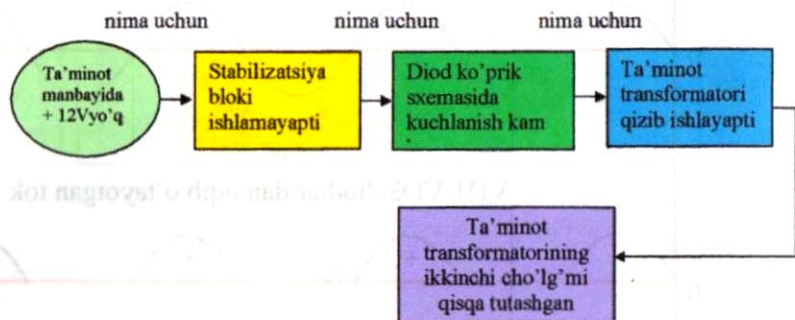 nima uchun
nima uchun
nima uchun
Ta'minot
manbayida
+ 12Vyo'q
Stabilizatsiya
bloki
ishlamayapti
Diod ko'prik
sxemasida
kuchlanish kam
Ta'minot
transformatori
qizib ishlayapti
Ta'minot
transformatorining
ikkinchi cho'lg'mi
qisqa tutashgan